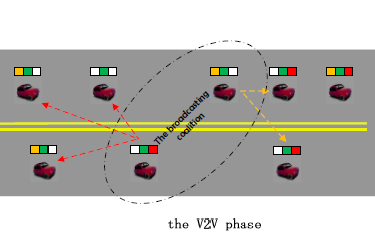 The broadcasting
coalition
the V2V phase